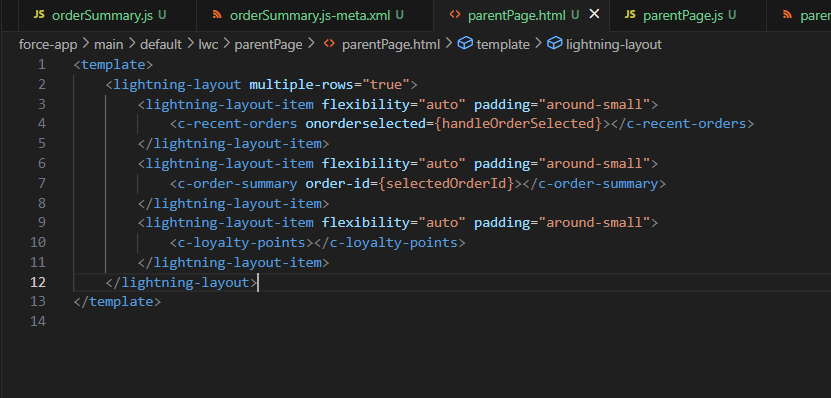 JS orderSummary.js U orderSummary.js-meta.xml U <> parentPage.html U × JS parentPage.js U
force-app > main > default > lwc > parentPage > <> parentPage.html > template > lightning-layout
1 <template>
2 <lightning-layout multiple-rows="true">
3 <lightning-layout-item flexibility="auto" padding="around-small">
4 <c-recent-orders onorderselected={handleOrderSelected}></c-recent-orders>
5 </lightning-layout-item>
6 <lightning-layout-item flexibility="auto" padding="around-small">
7 <c-order-summary order-id={selectedOrderId}></c-order-summary>
8 </lightning-layout-item>
9 <lightning-layout-item flexibility="auto" padding="around-small">
10 <c-loyalty-points></c-loyalty-points>
11 </lightning-layout-item>
12 </lightning-layout>
13 </template>
14